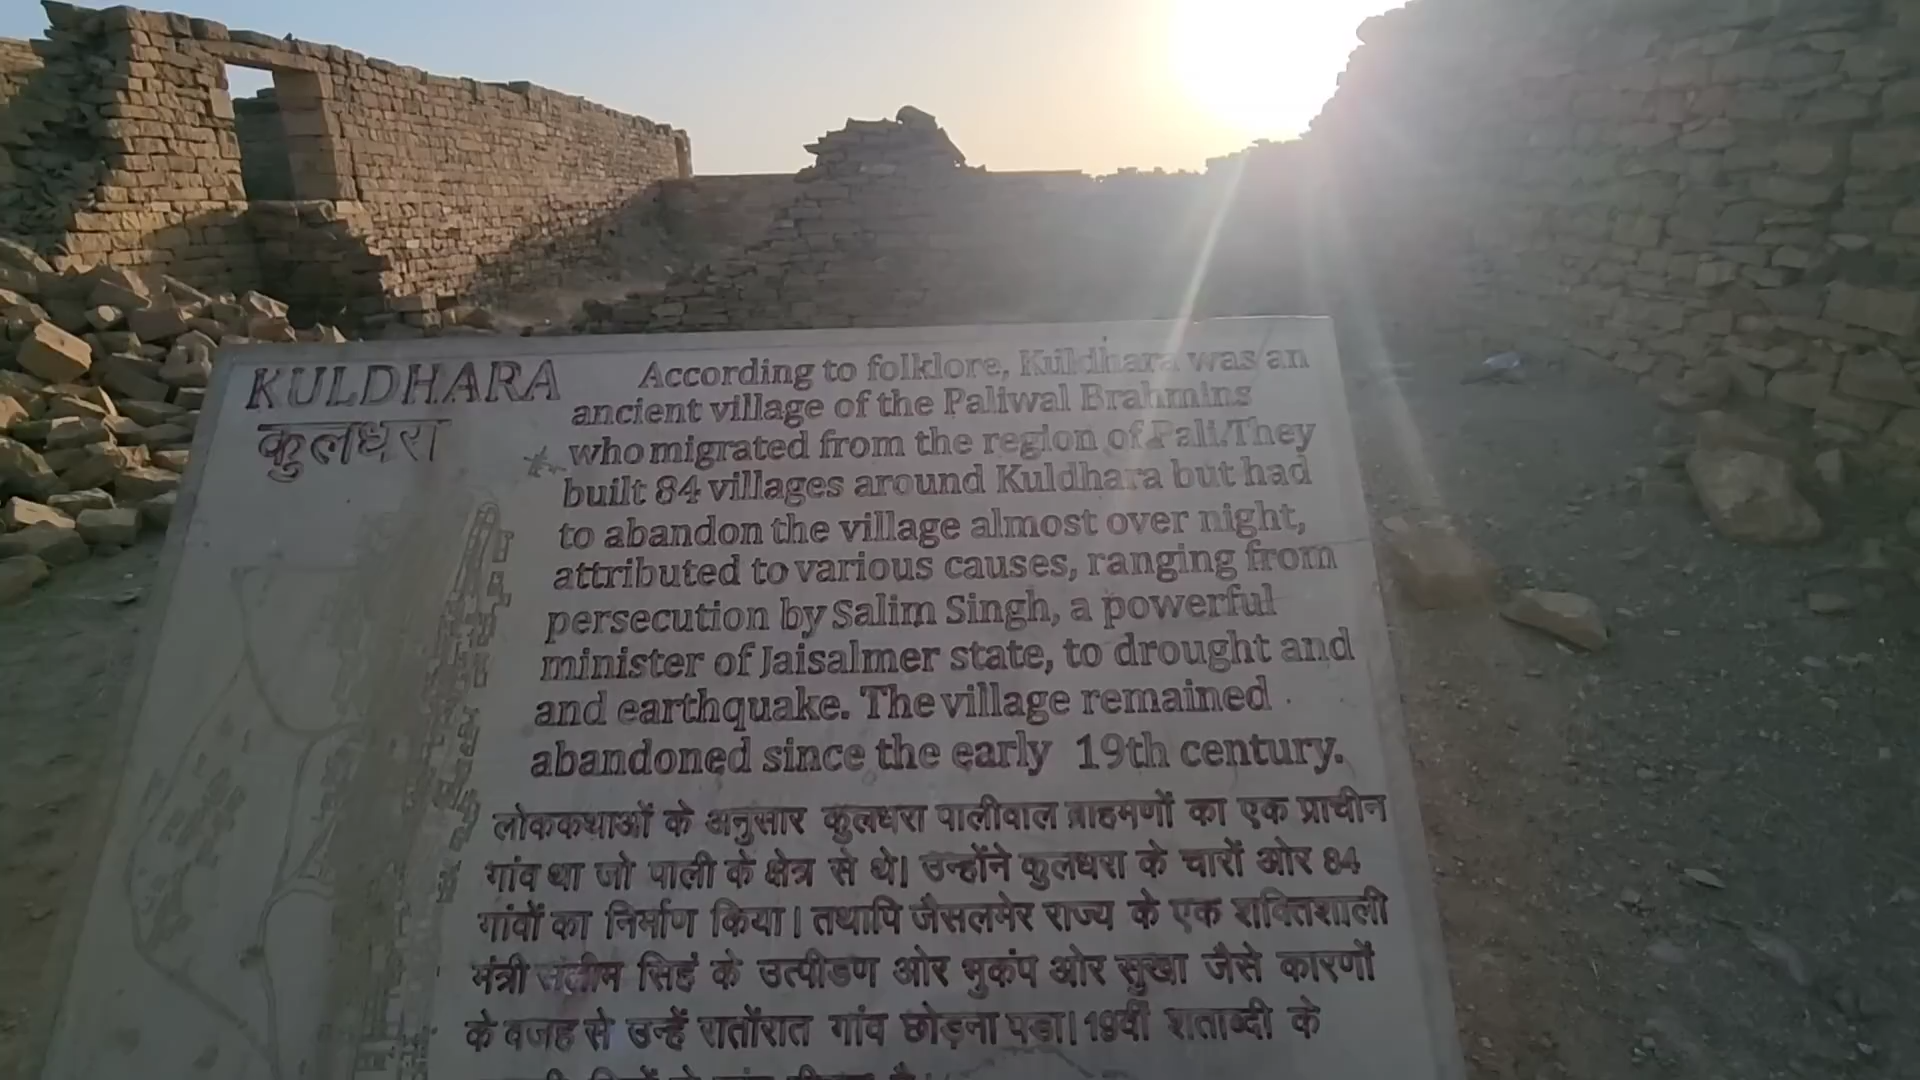 KULDHARA
कुलधरा
According to folklore, Kuldhara was an
ancient village of the Paliwal Brahmins
who migrated from the region of Pali. They
built 84 villages around Kuldhara but had
to abandon the village almost over night,
attributed to various causes, ranging from
persecution by Salim Singh, a powerful
minister of Jaisalmer state, to drought and
and earthquake. The village remained
abandoned since the early 19th century.
लोककथाओं के अनुसार कुलधरा पालीवाल ब्राहमणों का एक प्राचीन
गांव था जो पाली के क्षेत्र से थे। उन्होंने कुलधरा के चारों ओर 84
गांवों का निर्माण किया। तथापि जैसलमेर राज्य के एक शक्तिशाली
मंत्री सलीम सिहं के उत्पीडण ओर भुकंप ओर सुखा जैसे कारणों
के वजह से उन्हें रातोंरात गांव छोड़ना पडा। 19वीं शताब्दी के